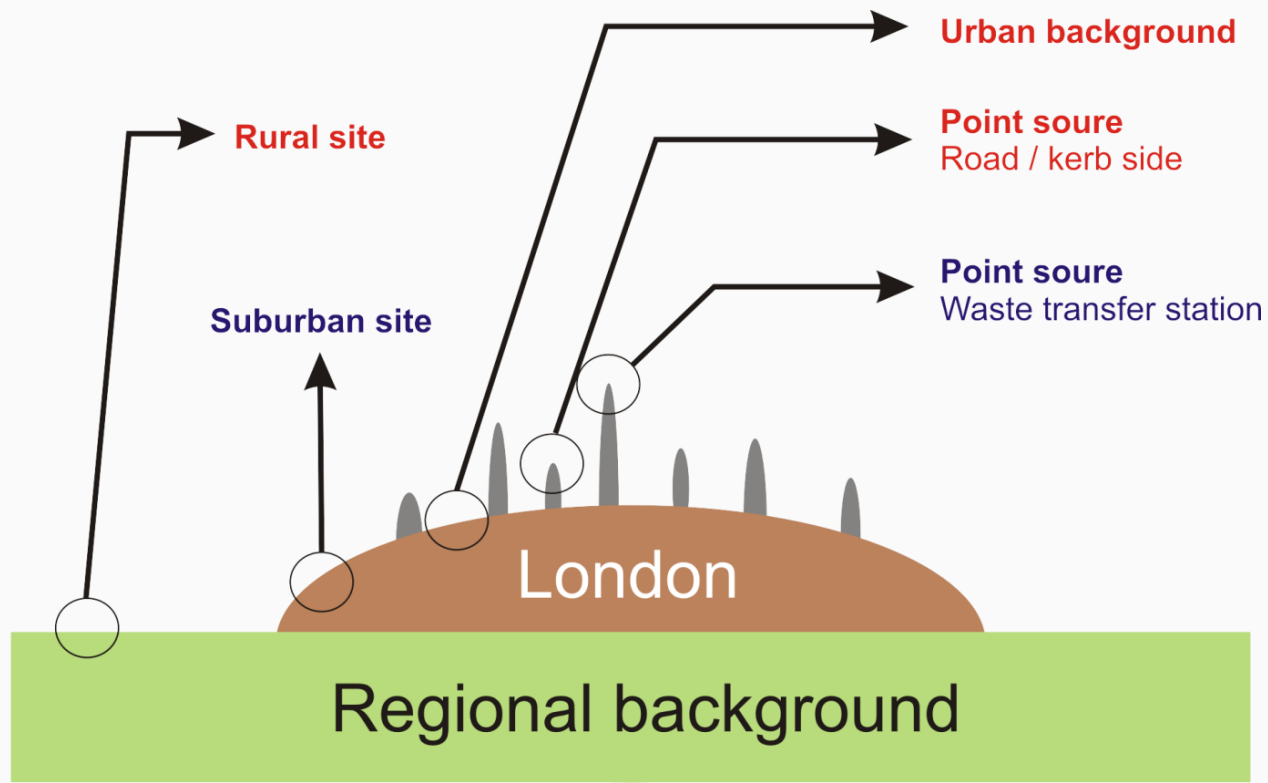 Urban background
Point soure
Road / kerb side
Rural site
Point soure
Waste transfer station
Suburban site
London
Regional background